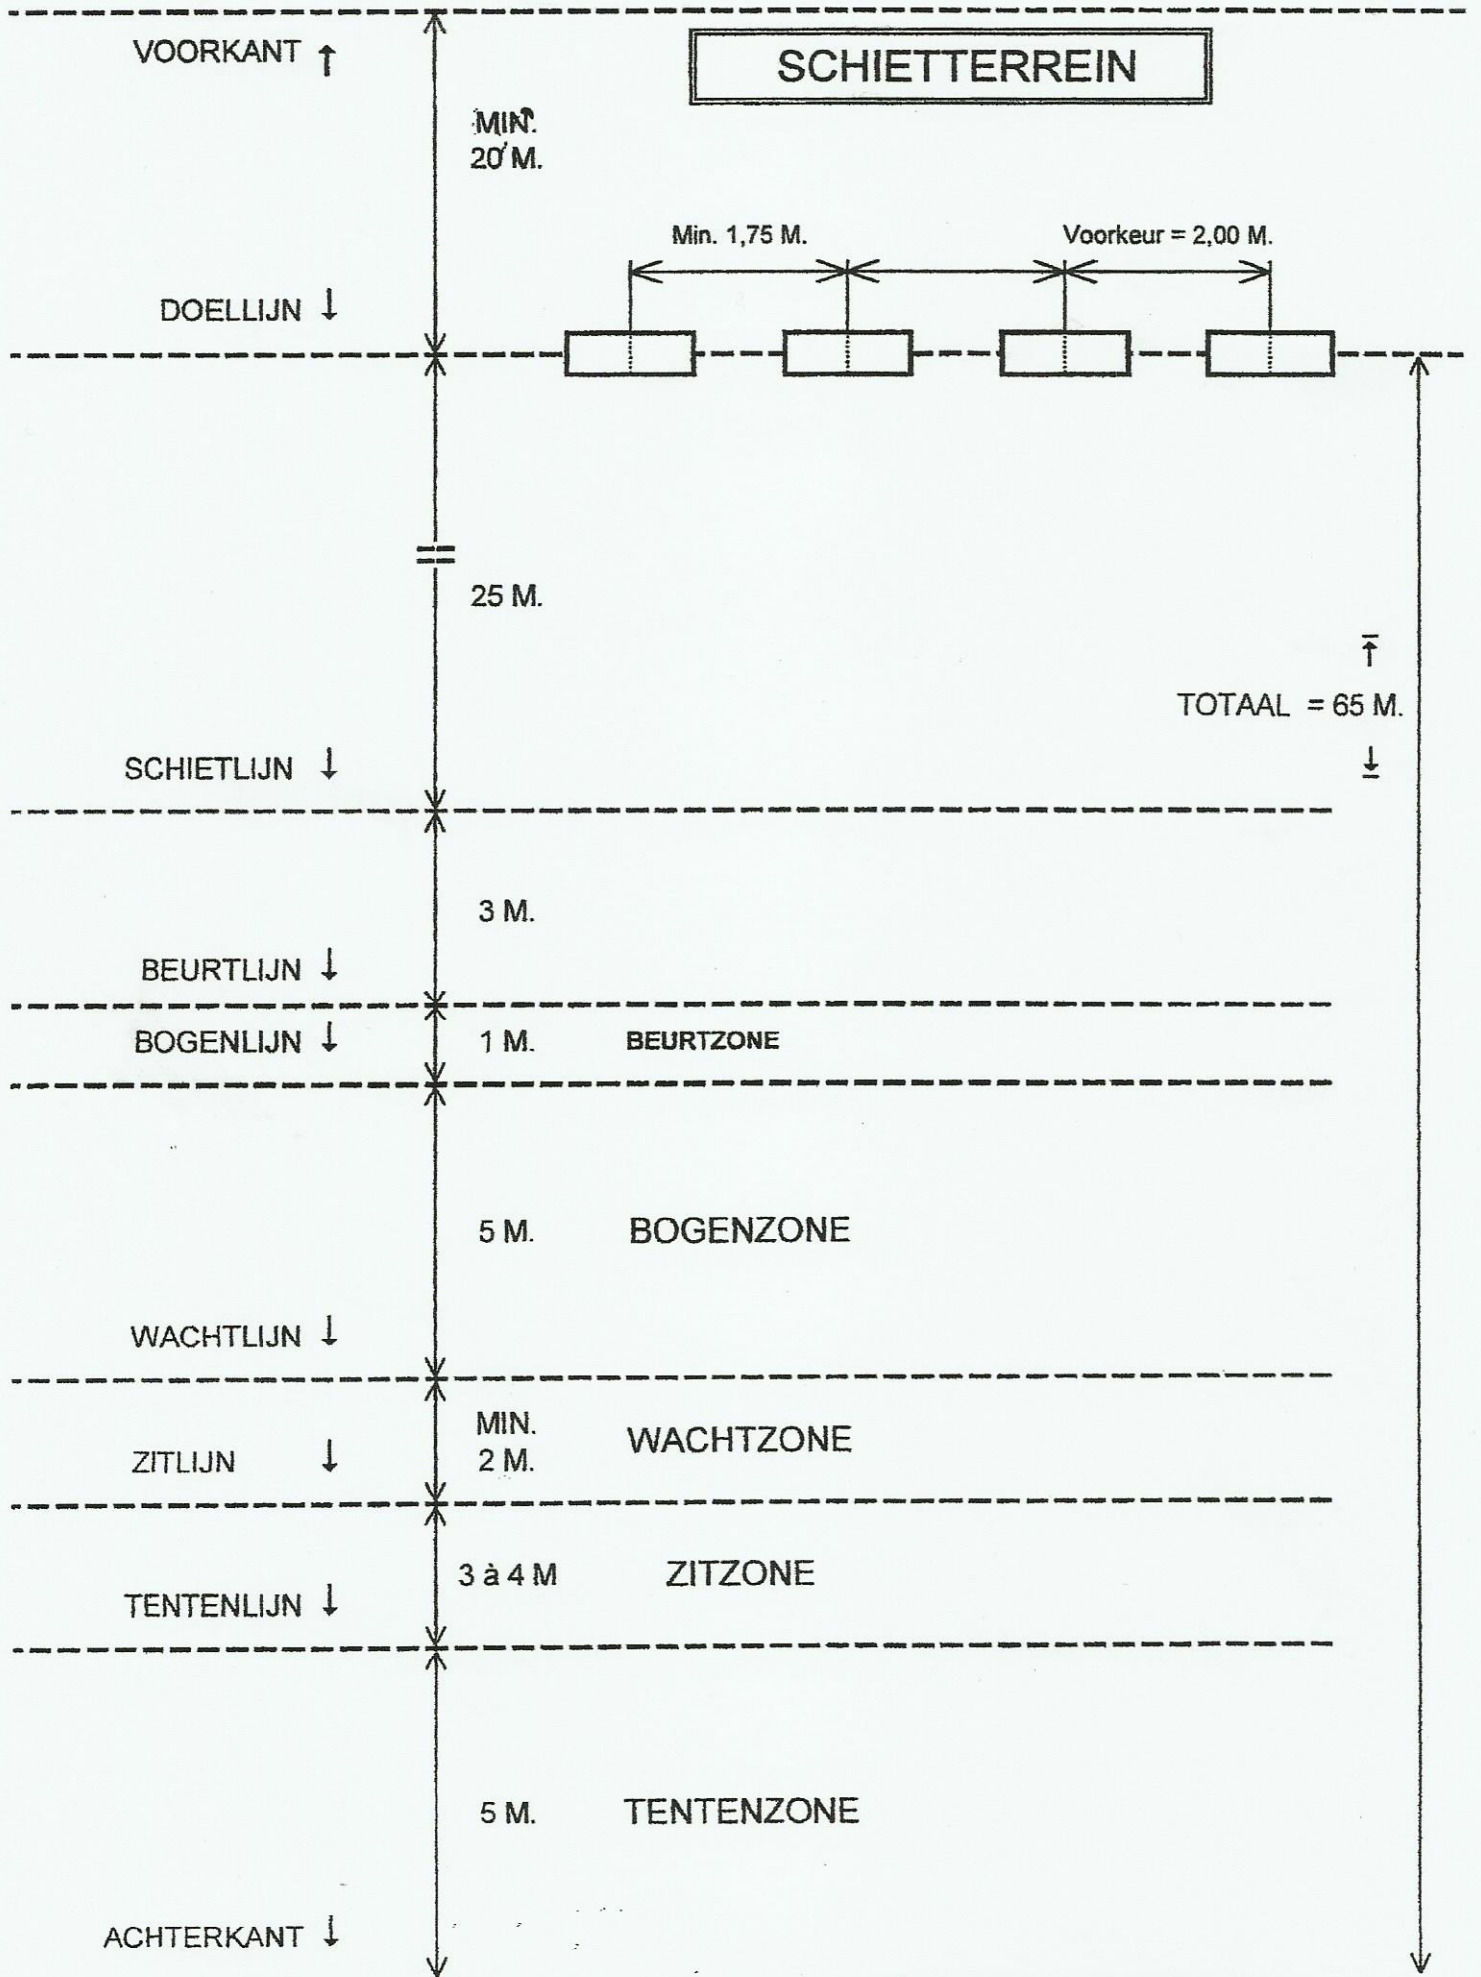 VOORKANT ↑
SCHIETTERREIN
MIN.
20 M.
Min. 1,75 M.
Voorkeur = 2,00 M.
DOELLIJN ↓
25 M.
TOTAAL = 65 M.
SCHIETLIJN ↓
3 M.
BEURTLIJN ↓
BOGENLIJN ↓
1 M.
BEURTZONE
5 M.
BOGENZONE
WACHTLIJN ↓
MIN.
2 M.
WACHTZONE
ZITLIJN ↓
3 à 4 M
ZITZONE
TENTENLIJN ↓
5 M.
TENTENZONE
ACHTERKANT ↓